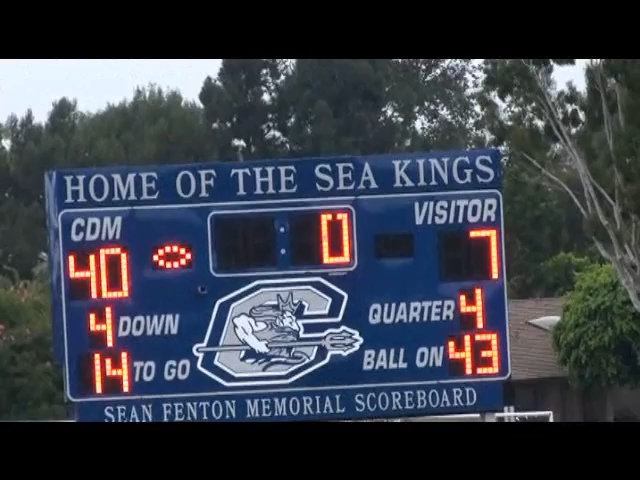 HOME OF THE SEA KINGS
CDM VISITOR
40 0 7
4 DOWN QUARTER 4
14 TO GO BALL ON 43
SEAN FENTON MEMORIAL SCOREBOARD